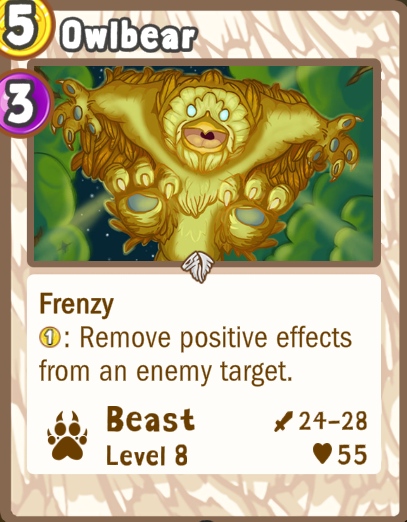 5 Owlbear
3
Frenzy
1: Remove positive effects
from an enemy target.
Beast 24–28
Level 8 55